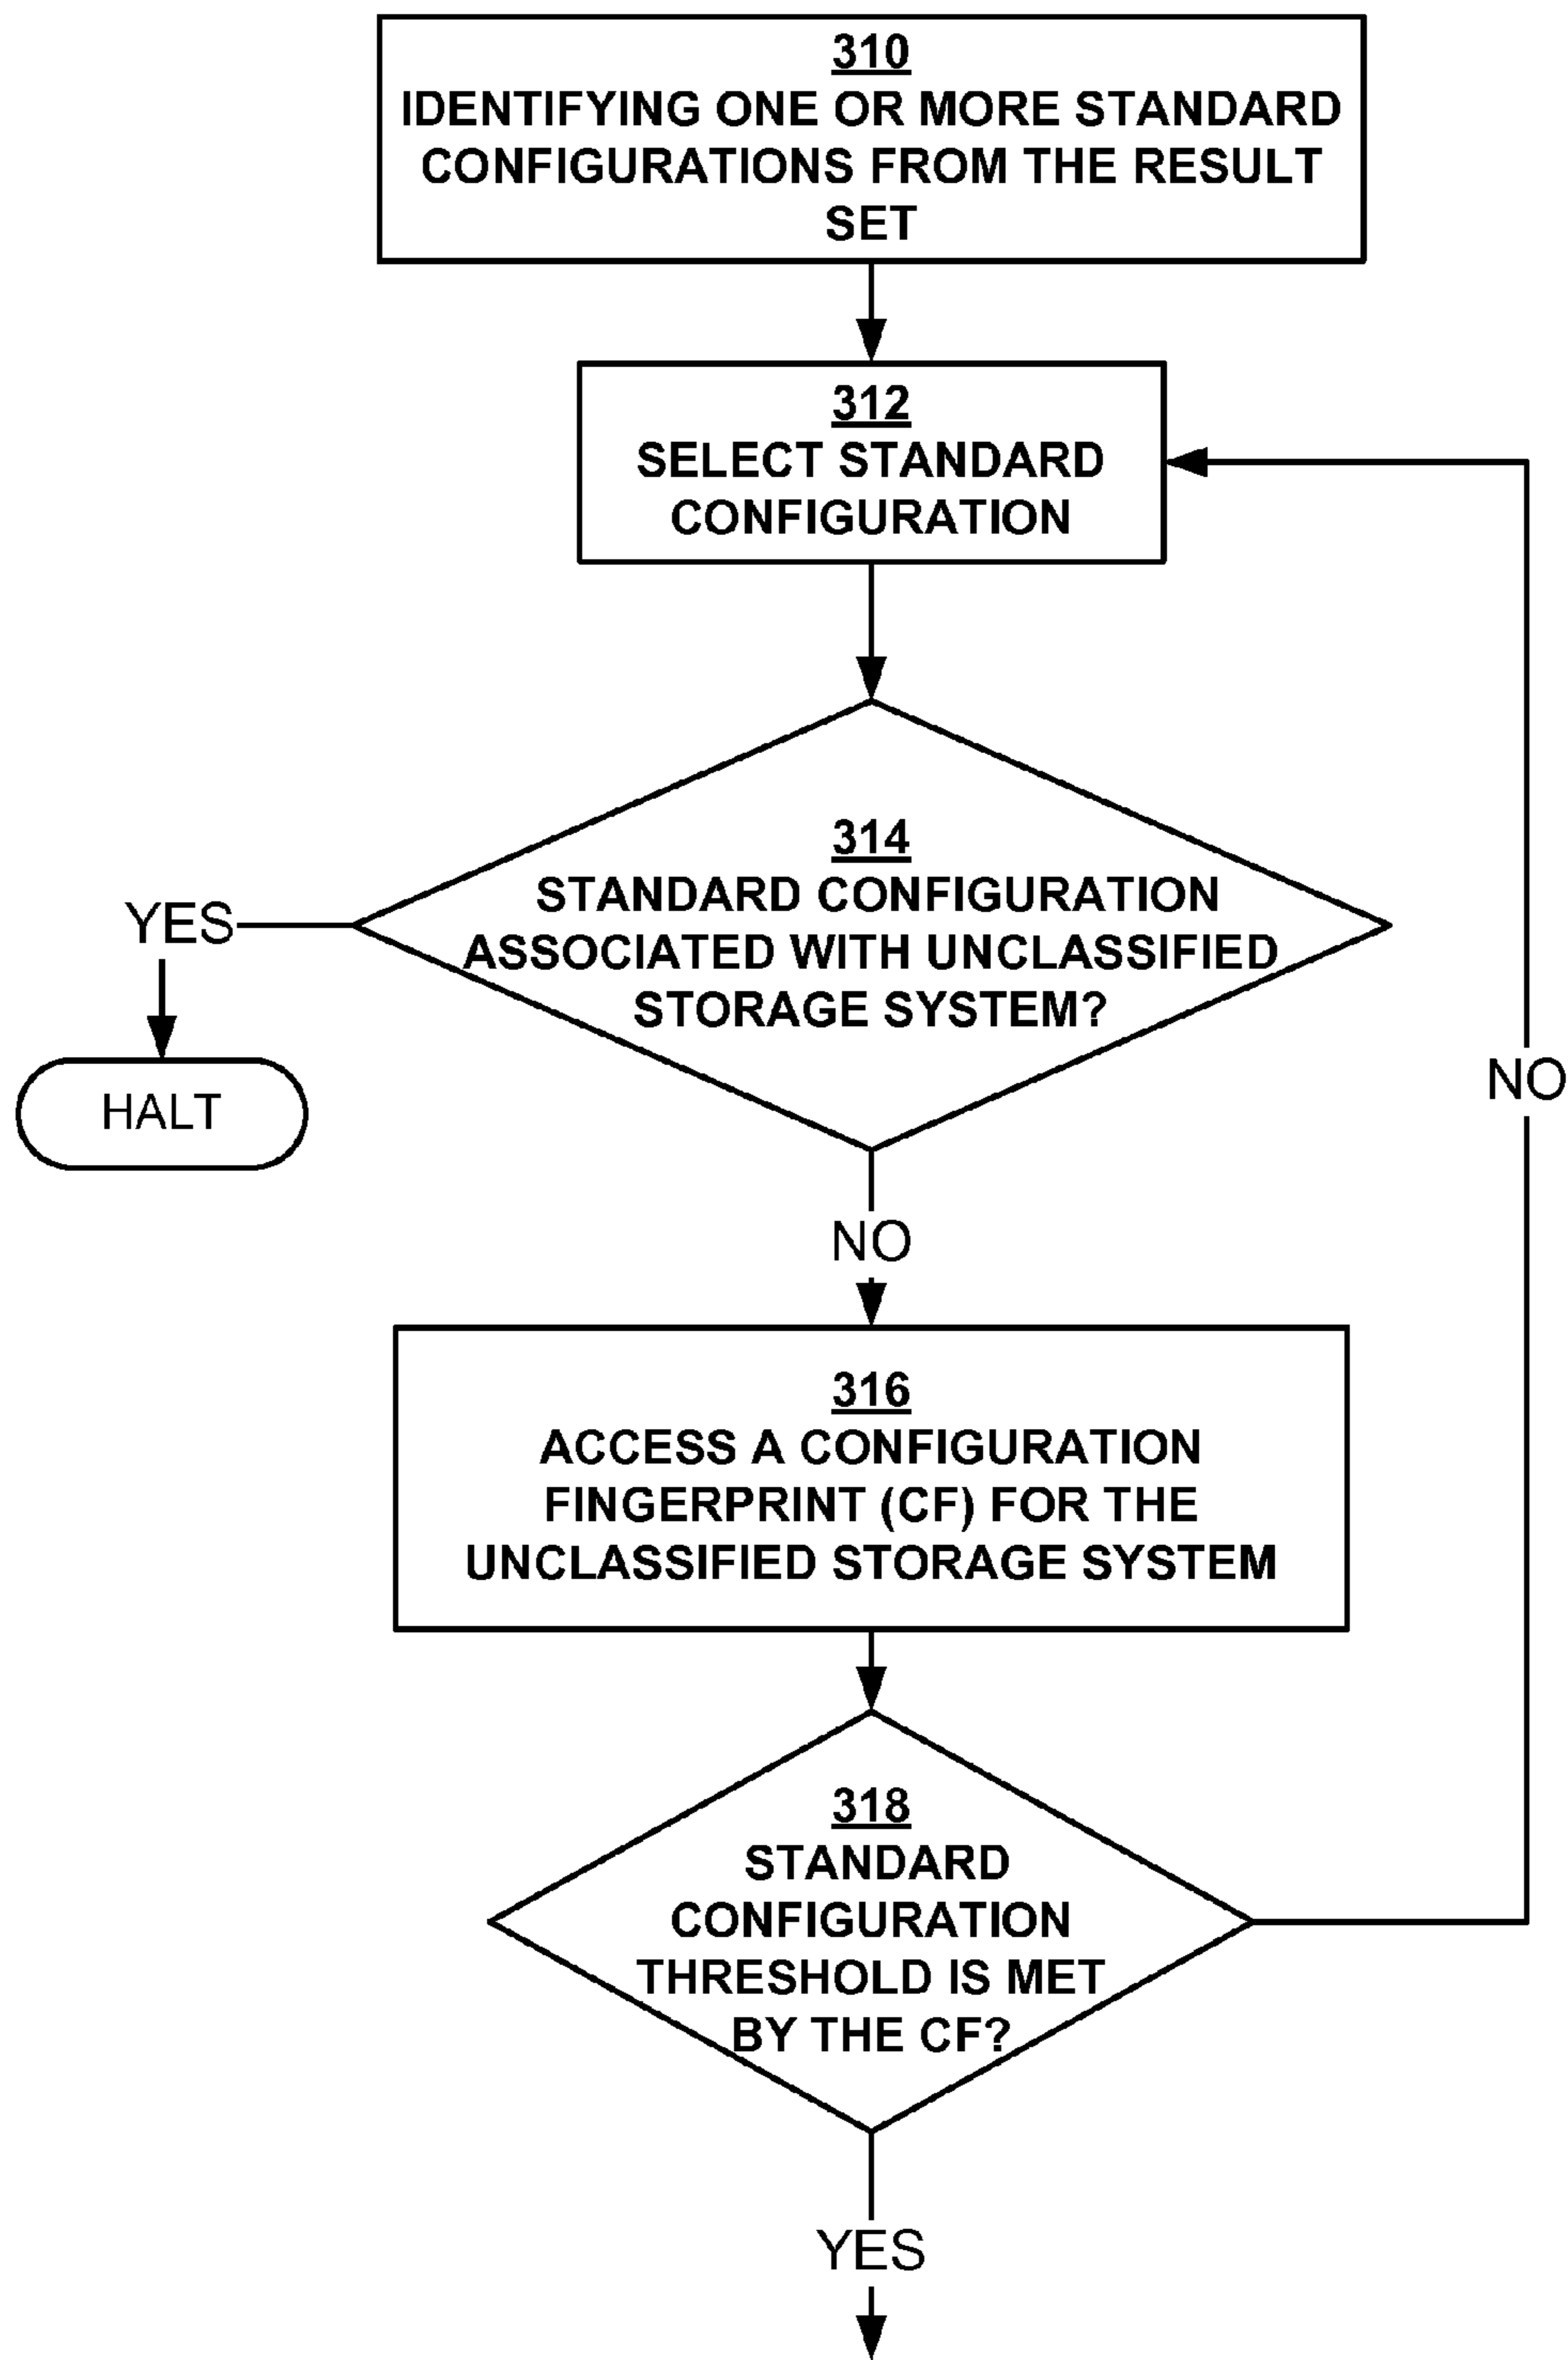 310
IDENTIFYING ONE OR MORE STANDARD
CONFIGURATIONS FROM THE RESULT
SET
312
SELECT STANDARD
CONFIGURATION
314
STANDARD CONFIGURATION
ASSOCIATED WITH UNCLASSIFIED
STORAGE SYSTEM?
YES
HALT
NO
NO
316
ACCESS A CONFIGURATION
FINGERPRINT (CF) FOR THE
UNCLASSIFIED STORAGE SYSTEM
318
STANDARD
CONFIGURATION
THRESHOLD IS MET
BY THE CF?
YES